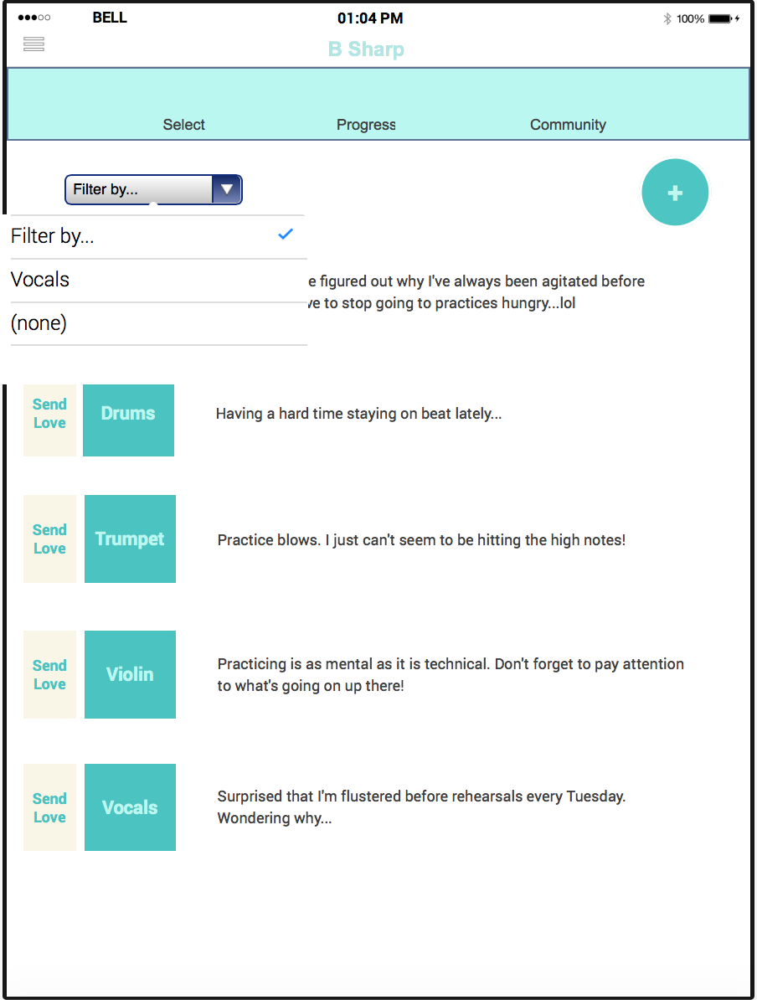 BELL 01:04 PM 100%
B Sharp
Select Progress Community
Filter by...
+
Filter by...
Vocals
(none)
figured out why I've always been agitated before
to stop going to practices hungry...lol
Send
Love
Drums
Having a hard time staying on beat lately...
Send
Love
Trumpet
Practice blows. I just can't seem to be hitting the high notes!
Send
Love
Violin
Practicing is as mental as it is technical. Don't forget to pay attention
to what's going on up there!
Send
Love
Vocals
Surprised that I'm flustered before rehearsals every Tuesday.
Wondering why...